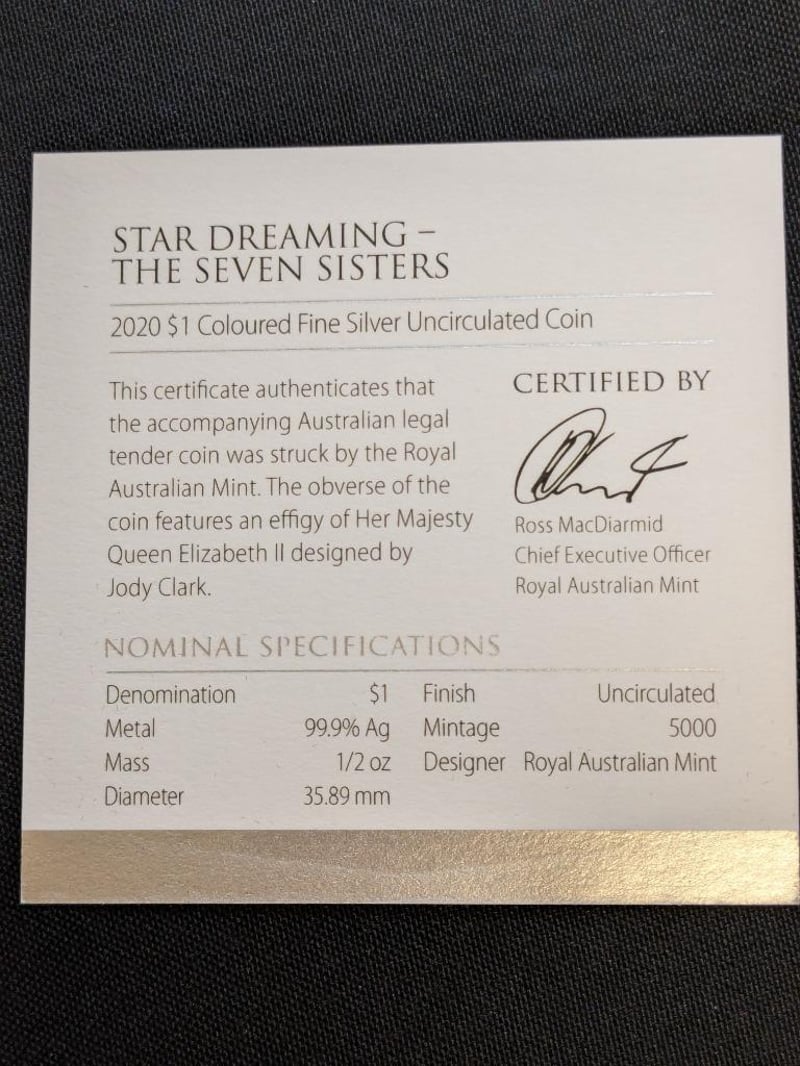 STAR DREAMING –
THE SEVEN SISTERS
2020 $1 Coloured Fine Silver Uncirculated Coin
This certificate authenticates that
the accompanying Australian legal
tender coin was struck by the Royal
Australian Mint. The obverse of the
coin features an effigy of Her Majesty
Queen Elizabeth II designed by
Jody Clark.
CERTIFIED BY
Ross MacDiarmid
Chief Executive Officer
Royal Australian Mint
NOMINAL SPECIFICATIONS
Denomination $1 Finish Uncirculated
Metal 99.9% Ag Mintage 5000
Mass 1/2 oz Designer Royal Australian Mint
Diameter 35.89 mm